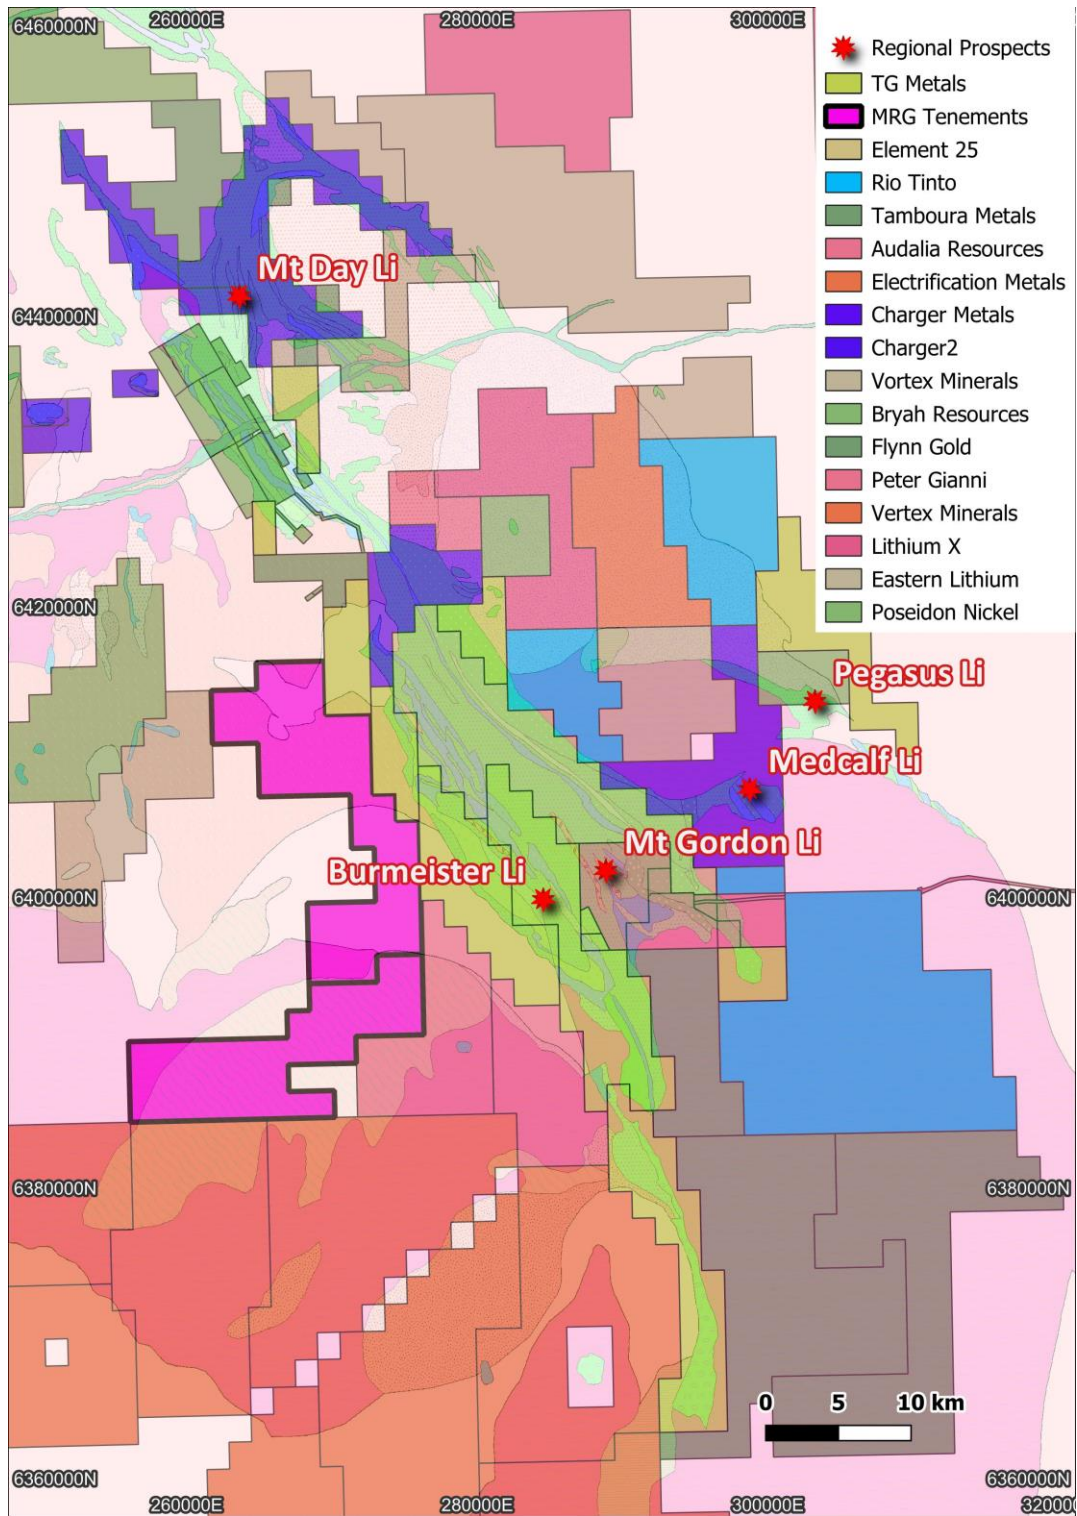 6460000N
260000E
280000E
300000E
Regional Prospects
TG Metals
MRG Tenements
Element 25
Rio Tinto
Tamboura Metals
Audalia Resources
Electrification Metals
Charger Metals
Charger2
Vortex Minerals
Bryah Resources
Flynn Gold
Peter Gianni
Vertex Minerals
Lithium X
Eastern Lithium
Poseidon Nickel
Mt Day Li
6440000N
6420000N
Pegasus Li
Medcalf Li
Mt Gordon Li
Burmeister Li
6400000N
6400000N
6380000N
6380000N
0 5 10 km
6360000N
6360000N
260000E
280000E
300000E